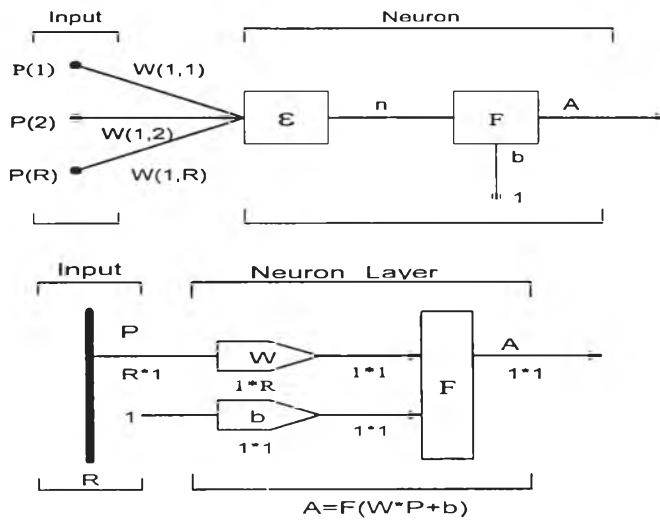 Input Neuron
P(1) W(1,1)
P(2) ε n F A
W(1,2) b
P(R) W(1,R) 1
Input Neuron Layer
P W A
R*1 1*R 1*1 F 1*1
1 b
1*1 1*1
R
A=F(W*P+b)